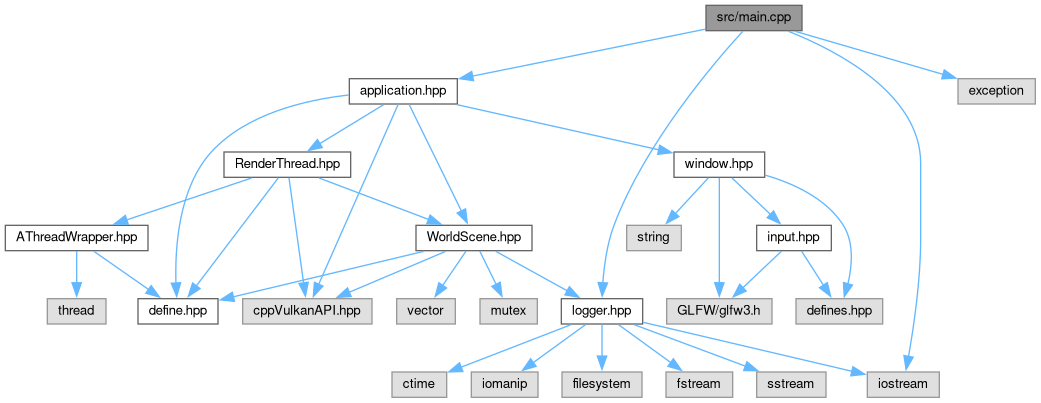 src/main.cpp
application.hpp
exception
RenderThread.hpp
window.hpp
AThreadWrapper.hpp
WorldScene.hpp
string
input.hpp
thread
define.hpp
cppVulkanAPI.hpp
vector
mutex
logger.hpp
GLFW/glfw3.h
defines.hpp
ctime
iomanip
filesystem
fstream
sstream
iostream